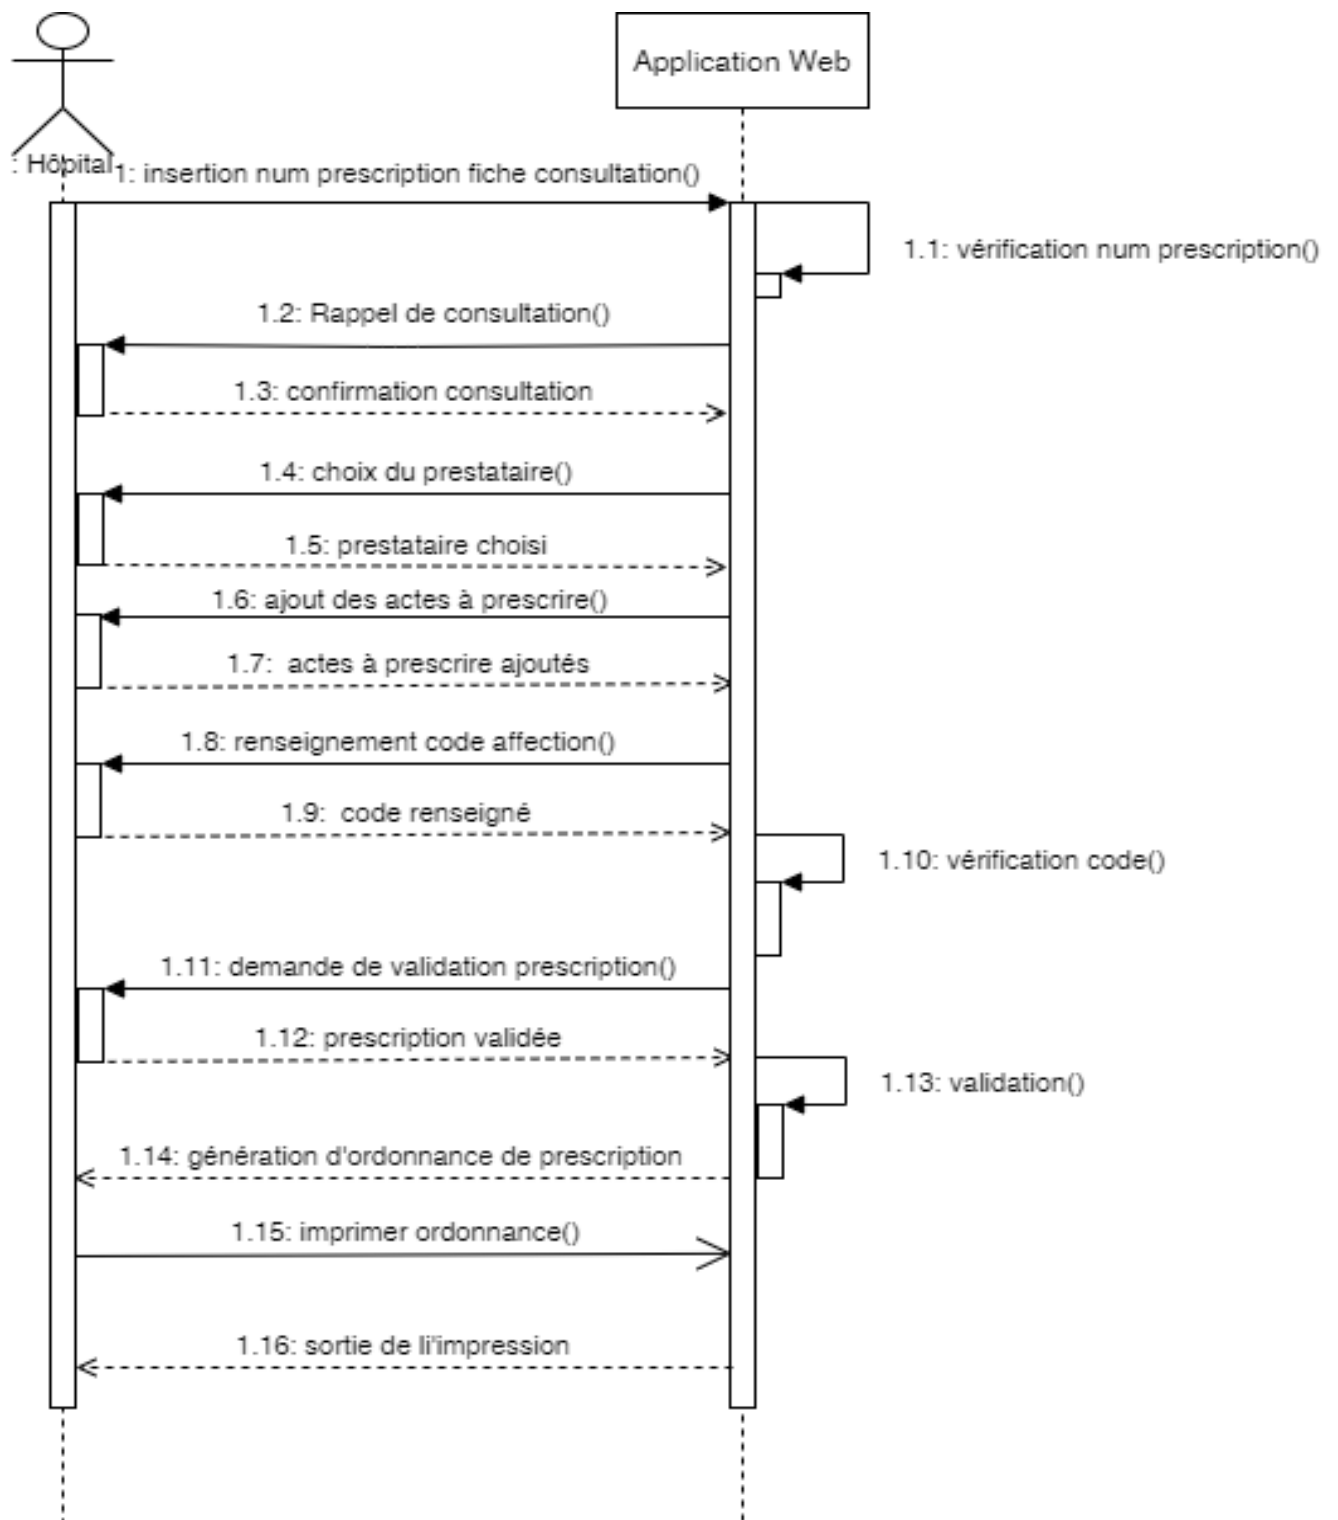 Application Web
: Hôpital
1: insertion num prescription fiche consultation()
1.1: vérification num prescription()
1.2: Rappel de consultation()
1.3: confirmation consultation
1.4: choix du prestataire()
1.5: prestataire choisi
1.6: ajout des actes à prescrire()
1.7: actes à prescrire ajoutés
1.8: renseignement code affection()
1.9: code renseigné
1.10: vérification code()
1.11: demande de validation prescription()
1.12: prescription validée
1.13: validation()
1.14: génération d'ordonnance de prescription
1.15: imprimer ordonnance()
1.16: sortie de li'impression